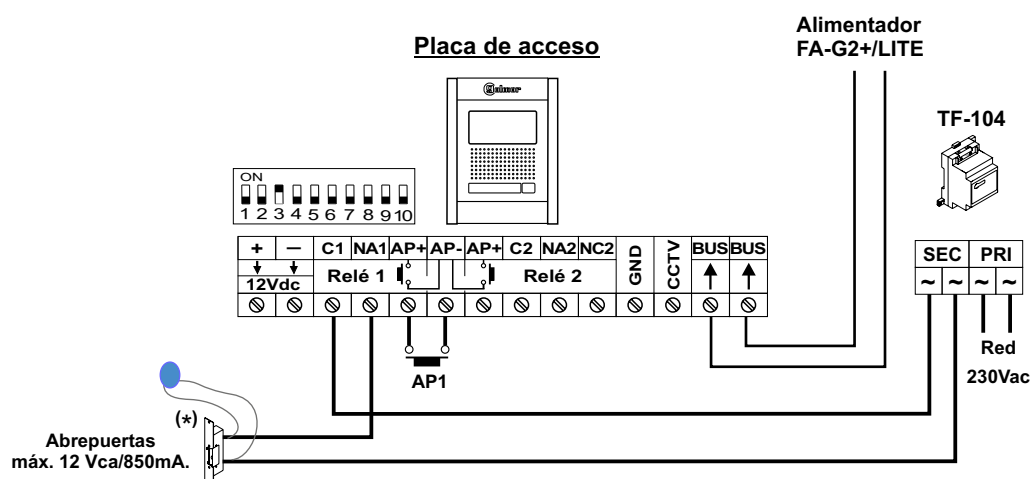 Alimentador
FA-G2+/LITE
Placa de acceso
Golmar
TF-104
ON
1 2 3 4 5 6 7 8 9 10
+ – C1 NA1 AP+ AP- AP+ C2 NA2 NC2 GND CCTV BUS BUS
12Vdc Relé 1 Relé 2
SEC PRI
~ ~ ~ ~
Red
230Vac
AP1
(*)
Abrepuertas
máx. 12 Vca/850mA.